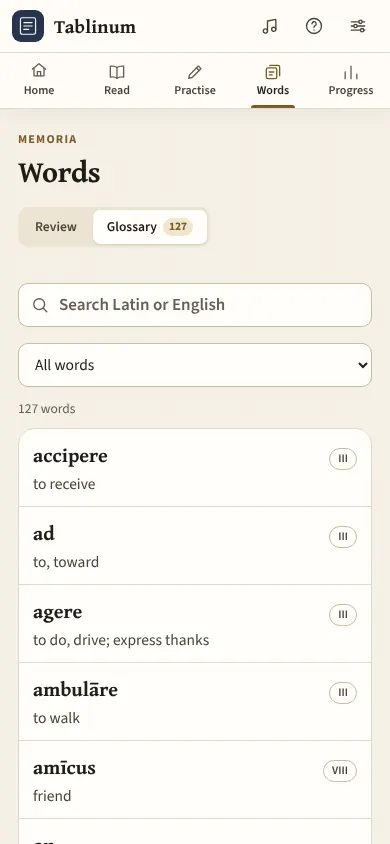 Tablinum
Home Read Practise Words Progress
MEMORIA
Words
Review Glossary 127
Search Latin or English
All words
127 words
accipere III
to receive
ad III
to, toward
agere III
to do, drive; express thanks
ambulāre III
to walk
amīcus VIII
friend